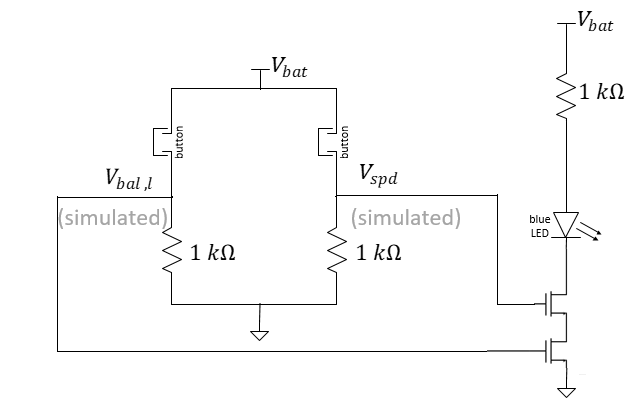 V_bat
V_bat
1 kΩ
button
button
V_bal,l
V_spd
(simulated)
(simulated)
blue
LED
1 kΩ
1 kΩ